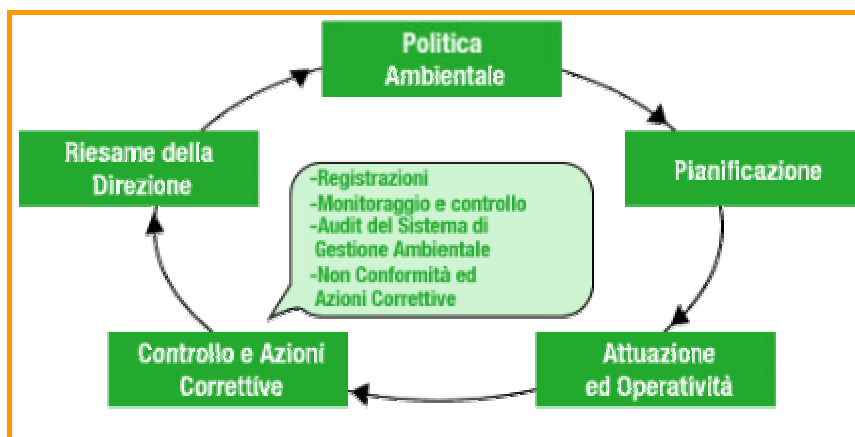 Politica
Ambientale
Riesame della
Direzione
Pianificazione
-Registrazioni
-Monitoraggio e controllo
-Audit del Sistema di
Gestione Ambientale
-Non Conformità ed
Azioni Correttive
Controllo e Azioni
Correttive
Attuazione
ed Operatività